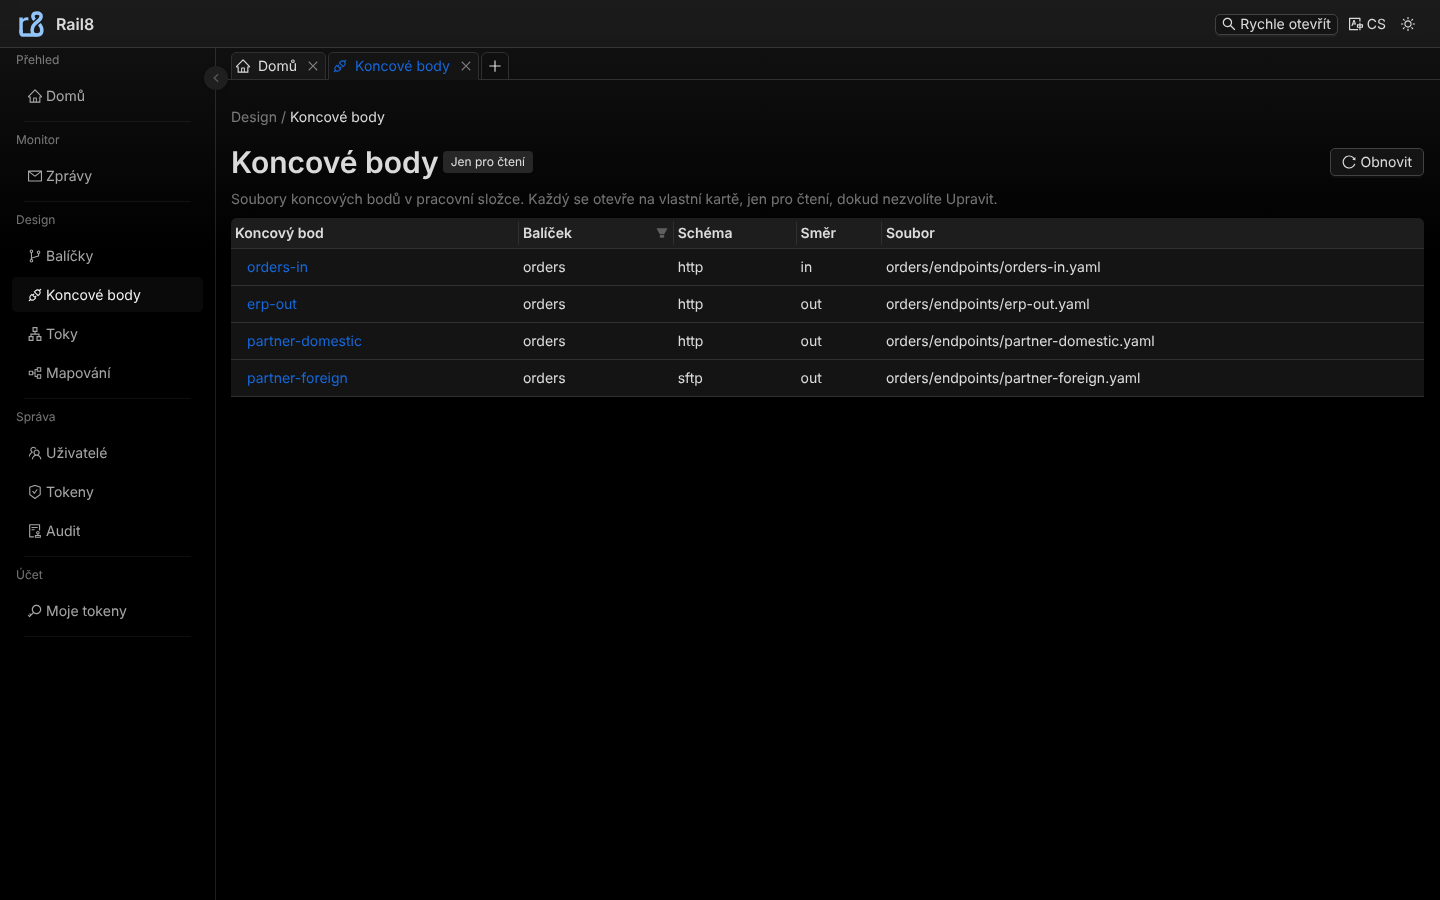 Rail8
Rychle otevřít CS
Přehled
Domů
Monitor
Zprávy
Design
Balíčky
Koncové body
Toky
Mapování
Správa
Uživatelé
Tokeny
Audit
Účet
Moje tokeny
Domů Koncové body
Design / Koncové body
Koncové body Jen pro čtení Obnovit
Soubory koncových bodů v pracovní složce. Každý se otevře na vlastní kartě, jen pro čtení, dokud nezvolíte Upravit.
Koncový bod Balíček Schéma Směr Soubor
orders-in orders http in orders/endpoints/orders-in.yaml
erp-out orders http out orders/endpoints/erp-out.yaml
partner-domestic orders http out orders/endpoints/partner-domestic.yaml
partner-foreign orders sftp out orders/endpoints/partner-foreign.yaml